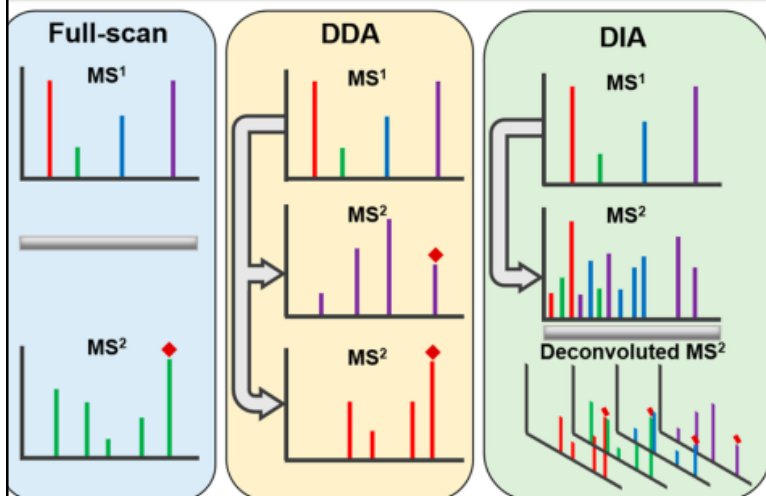 Full-scan
MS¹
MS²
DDA
MS¹
MS²
MS²
DIA
MS¹
MS²
Deconvoluted MS²